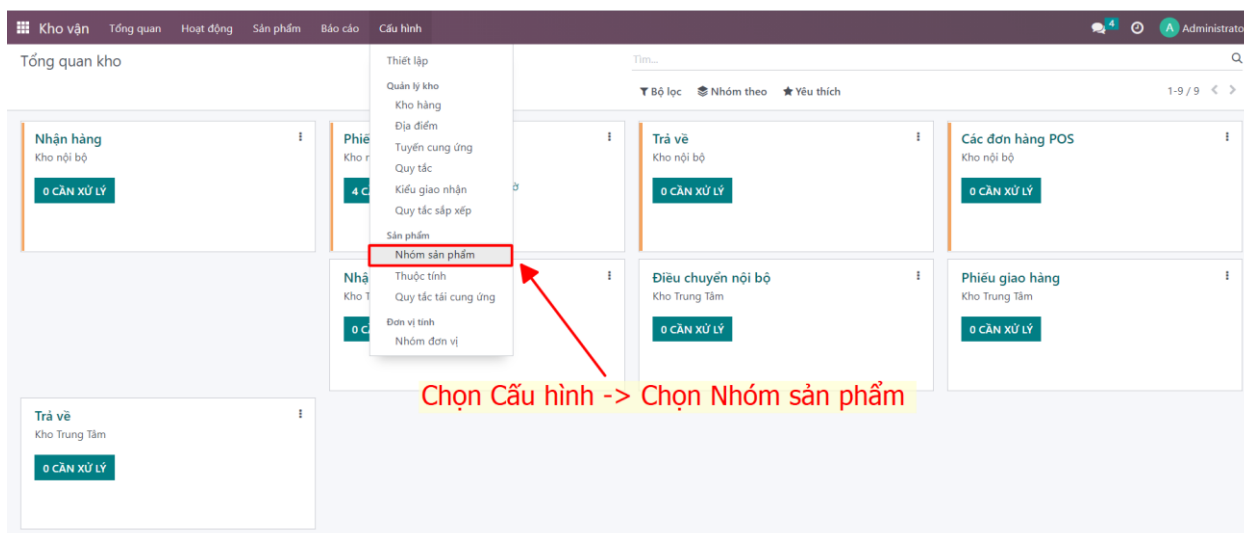 Kho vận Tổng quan Hoạt động Sản phẩm Báo cáo Cấu hình 4 A Administrato
Tổng quan kho
Tìm...
Bộ lọc Nhóm theo Yêu thích 1-9 / 9
Thiết lập
Quản lý kho
Kho hàng
Địa điểm
Tuyến cung ứng
Quy tắc
Kiểu giao nhận
Quy tắc sắp xếp
Sản phẩm
Nhóm sản phẩm
Thuộc tính
Quy tắc tái cung ứng
Đơn vị tính
Nhóm đơn vị
Nhận hàng
Kho nội bộ
0 CẦN XỬ LÝ
Phiế
Kho n
4 C
ờ
Trả về
Kho nội bộ
0 CẦN XỬ LÝ
Các đơn hàng POS
Kho nội bộ
0 CẦN XỬ LÝ
Nhậ
Kho T
0 C
Điều chuyển nội bộ
Kho Trung Tâm
0 CẦN XỬ LÝ
Phiếu giao hàng
Kho Trung Tâm
0 CẦN XỬ LÝ
Chọn Cấu hình -> Chọn Nhóm sản phẩm
Trả về
Kho Trung Tâm
0 CẦN XỬ LÝ